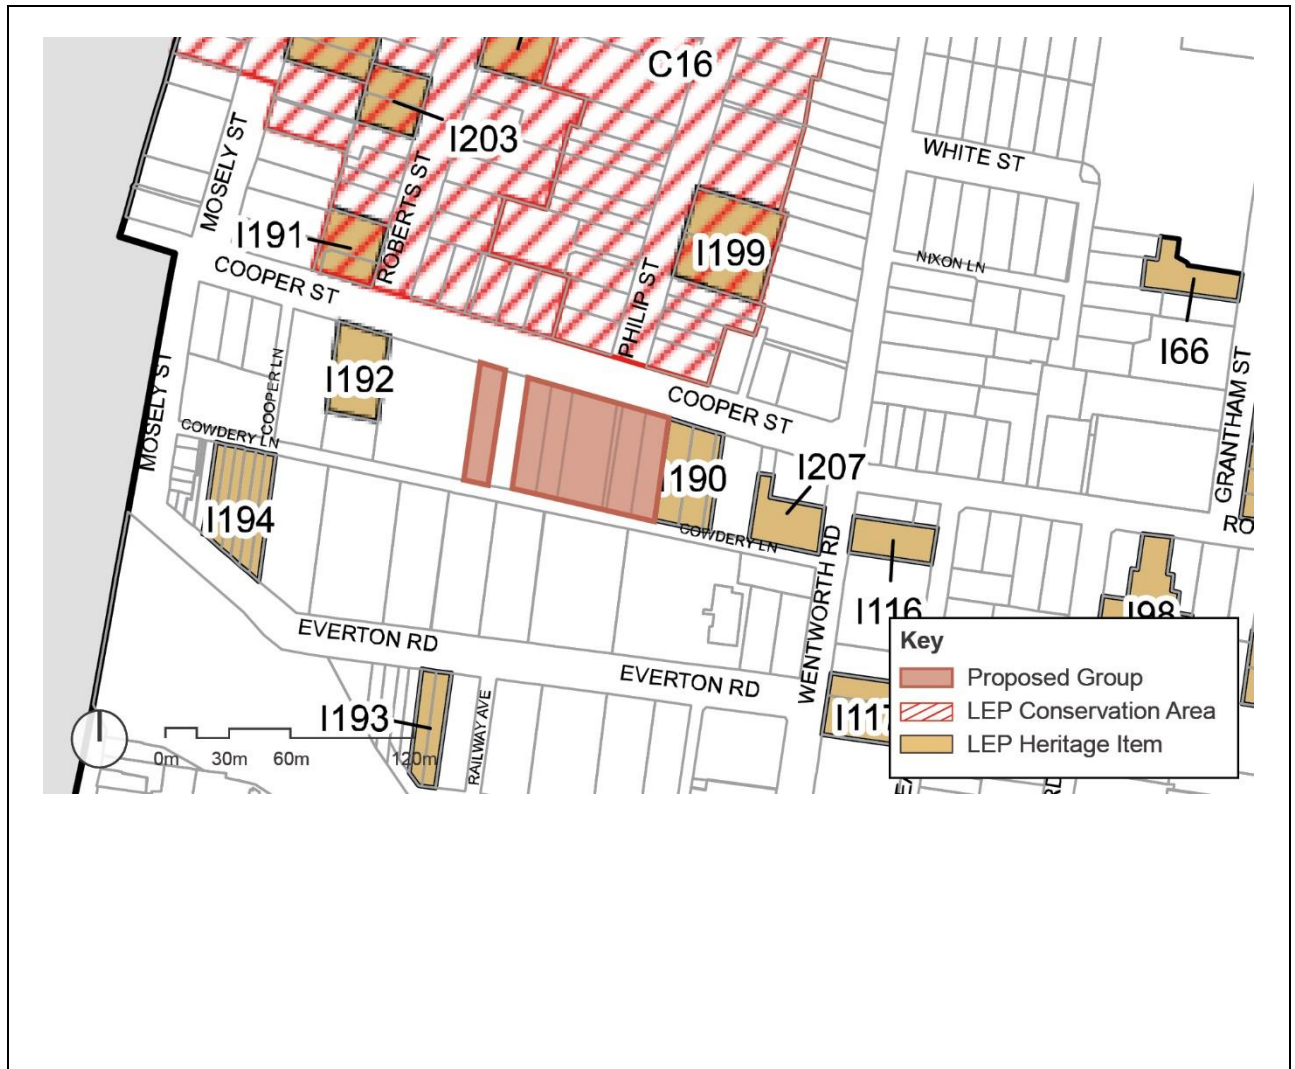 C16
I203
WHITE ST
MOSELY ST
ROBERTS ST
I191
I199
NIXON LN
COOPER ST
PHILIP ST
I66
I192
COOPER LN
MOSELY ST
COOPER ST
GRANTHAM ST
COWDERY LN
I190
I207
I194
COWDERY LN
WENTWORTH RD
I116
I98
EVERTON RD
EVERTON RD
I193
RAILWAY AVE
I117
0m 30m 60m 120m
Key
Proposed Group
LEP Conservation Area
LEP Heritage Item